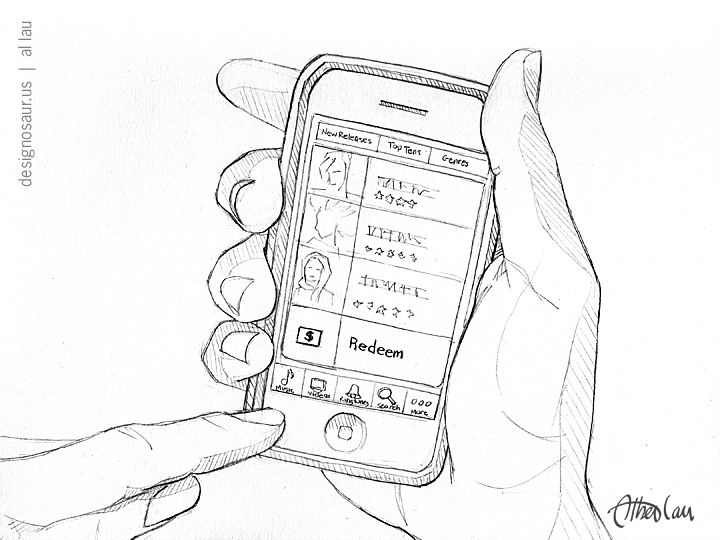 designosaur.us | al lau
New Releases
Top Tens
Genres
$
Redeem
Music
Videos
Ringtones
Search
More